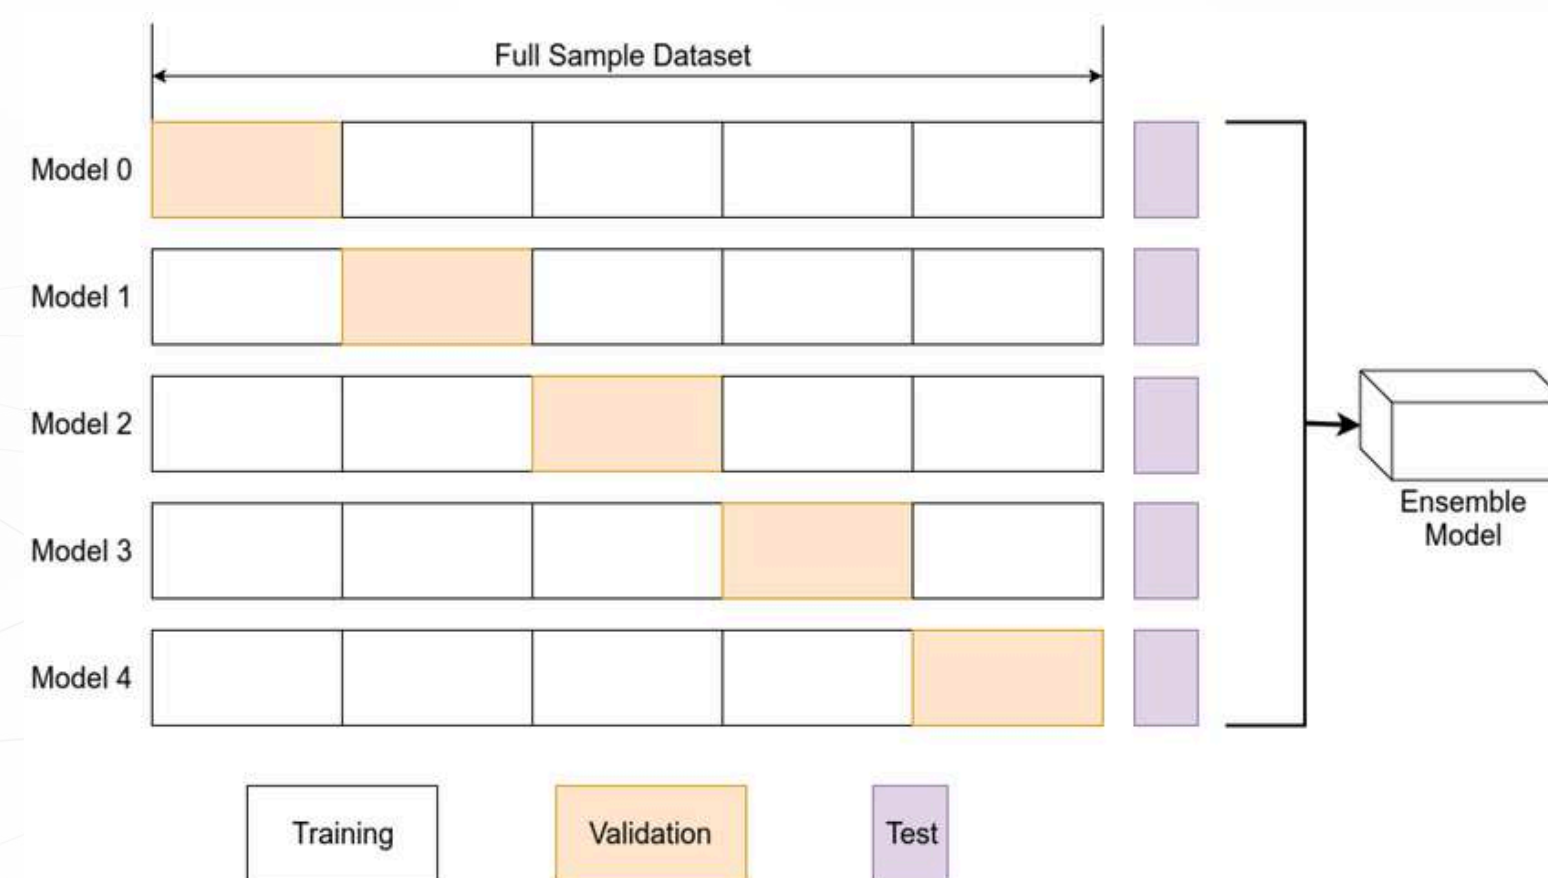 Full Sample Dataset
Model 0
Model 1
Model 2
Model 3
Model 4
Ensemble
Model
Training
Validation
Test